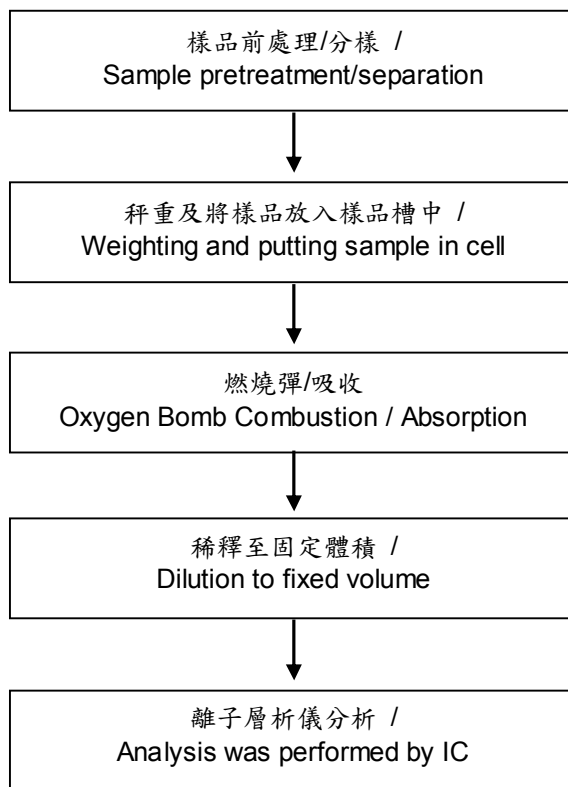 樣品前處理/分樣 /
Sample pretreatment/separation
秤重及將樣品放入樣品槽中 /
Weighting and putting sample in cell
燃燒彈/吸收
Oxygen Bomb Combustion / Absorption
稀釋至固定體積 /
Dilution to fixed volume
離子層析儀分析 /
Analysis was performed by IC